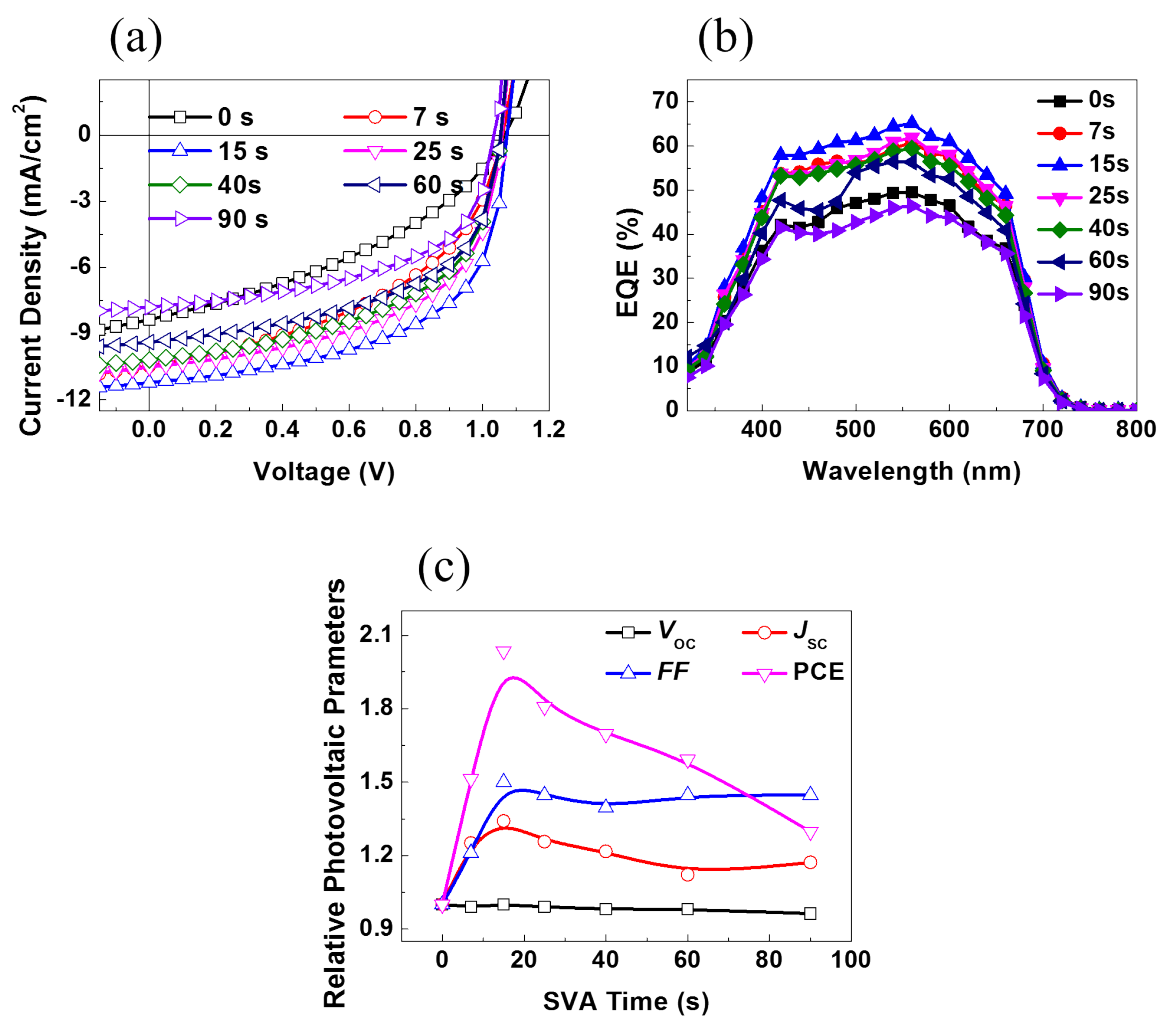 (a)
0 s 7 s
15 s 25 s
40s 60 s
90 s
0
-3
-6
-9
-12
0.0 0.2 0.4 0.6 0.8 1.0 1.2
Voltage (V)
Current Density (mA/cm²)
(b)
0s
7s
15s
25s
40s
60s
90s
70
60
50
40
30
20
10
0
400 500 600 700 800
Wavelength (nm)
EQE (%)
(c)
VOC JSC
FF PCE
2.1
1.8
1.5
1.2
0.9
0 20 40 60 80 100
SVA Time (s)
Relative Photovoltaic Prameters